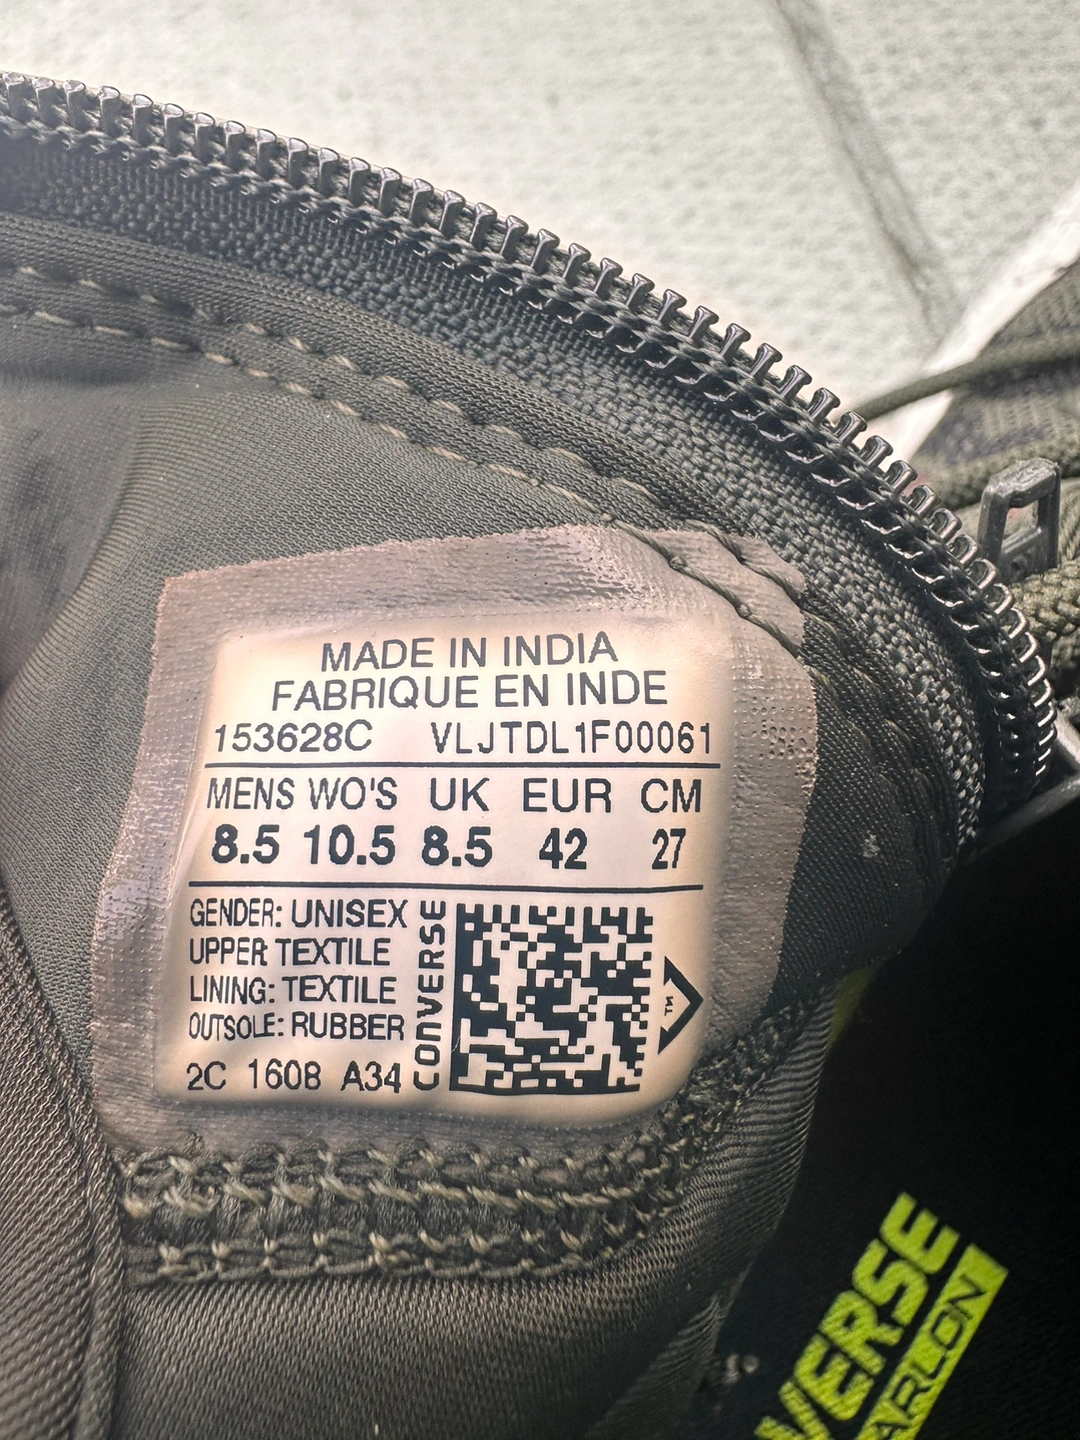 MADE IN INDIA
FABRIQUE EN INDE
153628C VLJTDL1F00061
MENS WO'S UK EUR CM
8.5 10.5 8.5 42 27
GENDER: UNISEX
UPPER: TEXTILE
LINING: TEXTILE
OUTSOLE: RUBBER
2C 1608 A34
CONVERSE
TM
VERSE
ARLON